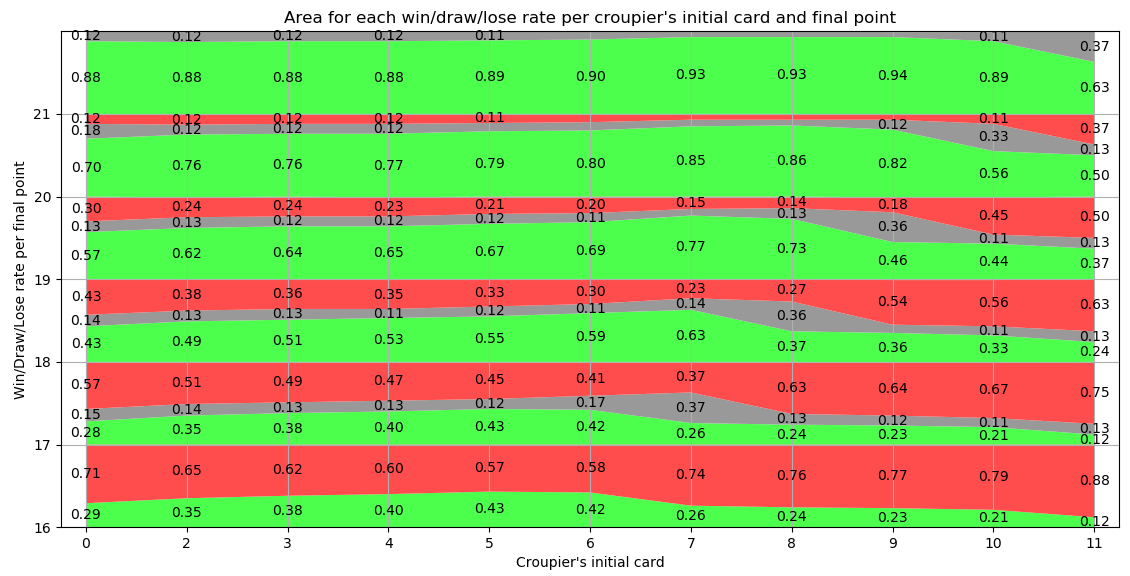 Area for each win/draw/lose rate per croupier's initial card and final point
0.12 0.12 0.12 0.12 0.11 0.11 0.37
0.88 0.88 0.88 0.88 0.89 0.90 0.93 0.93 0.94 0.89 0.63
21
0.12 0.12 0.12 0.12 0.11 0.11 0.37
0.18 0.12 0.12 0.12 0.12 0.33 0.13
0.70 0.76 0.76 0.77 0.79 0.80 0.85 0.86 0.82 0.56 0.50
20
0.30 0.24 0.24 0.23 0.21 0.20 0.15 0.14 0.18 0.45 0.50
0.13 0.13 0.12 0.12 0.12 0.11 0.13 0.36 0.11 0.13
0.57 0.62 0.64 0.65 0.67 0.69 0.77 0.73 0.46 0.44 0.37
19
0.43 0.38 0.36 0.35 0.33 0.30 0.23 0.27 0.54 0.56 0.63
0.14 0.13 0.13 0.11 0.12 0.11 0.14 0.36 0.11 0.13
0.43 0.49 0.51 0.53 0.55 0.59 0.63 0.37 0.36 0.33 0.24
18
0.57 0.51 0.49 0.47 0.45 0.41 0.37 0.63 0.64 0.67 0.75
0.15 0.14 0.13 0.13 0.12 0.17 0.37 0.13 0.12 0.11 0.13
0.28 0.35 0.38 0.40 0.43 0.42 0.26 0.24 0.23 0.21 0.12
17
0.71 0.65 0.62 0.60 0.57 0.58 0.74 0.76 0.77 0.79 0.88
0.29 0.35 0.38 0.40 0.43 0.42 0.26 0.24 0.23 0.21 0.12
16
0 2 3 4 5 6 7 8 9 10 11
Croupier's initial card
Win/Draw/Lose rate per final point